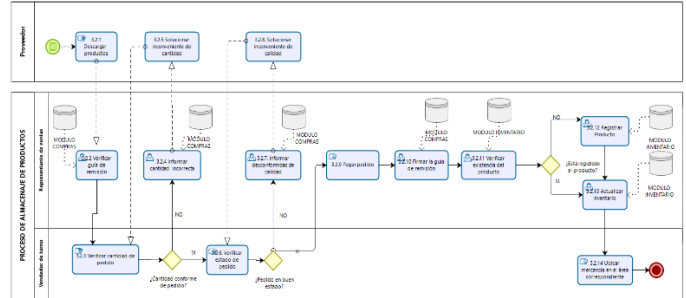 Proveedor
3.2.1
Descargar
productos
3.2.5 Solucionar
inconveniente de
cantidad
3.2.8. Solucionar
inconveniente de
calidad
PROCESO DE ALMACENAJE DE PRODUCTOS
Representante de ventas
MODULO
COMPRAS
MODULO
COMPRAS
MODULO
COMPRAS
MODULO
COMPRAS
MODULO INVENTARIO
MODULO
INVENTARIO
MODULO
INVENTARIO
3.2.2 Verificar
guía de
remisión
3.2.4 Informar
cantidad incorrecta
3.2.7. Informar
desconformidad de
calidad
3.2.9 Pagar pedido
3.2.10 Firmar la guía
de remisión
3.2.11 Verificar
existencia del
producto
NO
¿Está registrado
el producto?
SI
3.2.12 Registrar
Producto
3.2.13 Actualizar
inventario
NO
NO
Vendedor de barro
3.2.3 Verificar cantidad de
pedido
¿Cantidad conforme
de pedido?
SI
3.2.6. Verificar
estado de
pedido
¿Pedido en buen
estado?
SI
3.2.14 Utilizar
mercancía en el área
correspondiente